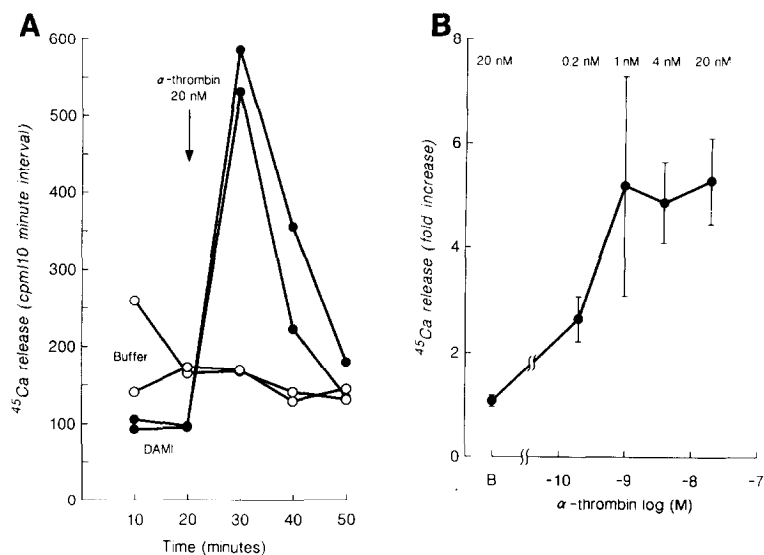 A
600
500
400
300
250
200
150
100
0
⁴⁵Ca release (cpm/10 minute interval)
α-thrombin
20 nM
Buffer
DAMI
10 20 30 40 50
Time (minutes)
B
8
6
4
2
0
⁴⁵Ca release (fold increase)
20 nM 0.2 nM 1 nM 4 nM 20 nM
B -10 -9 -8 -7
α-thrombin log (M)